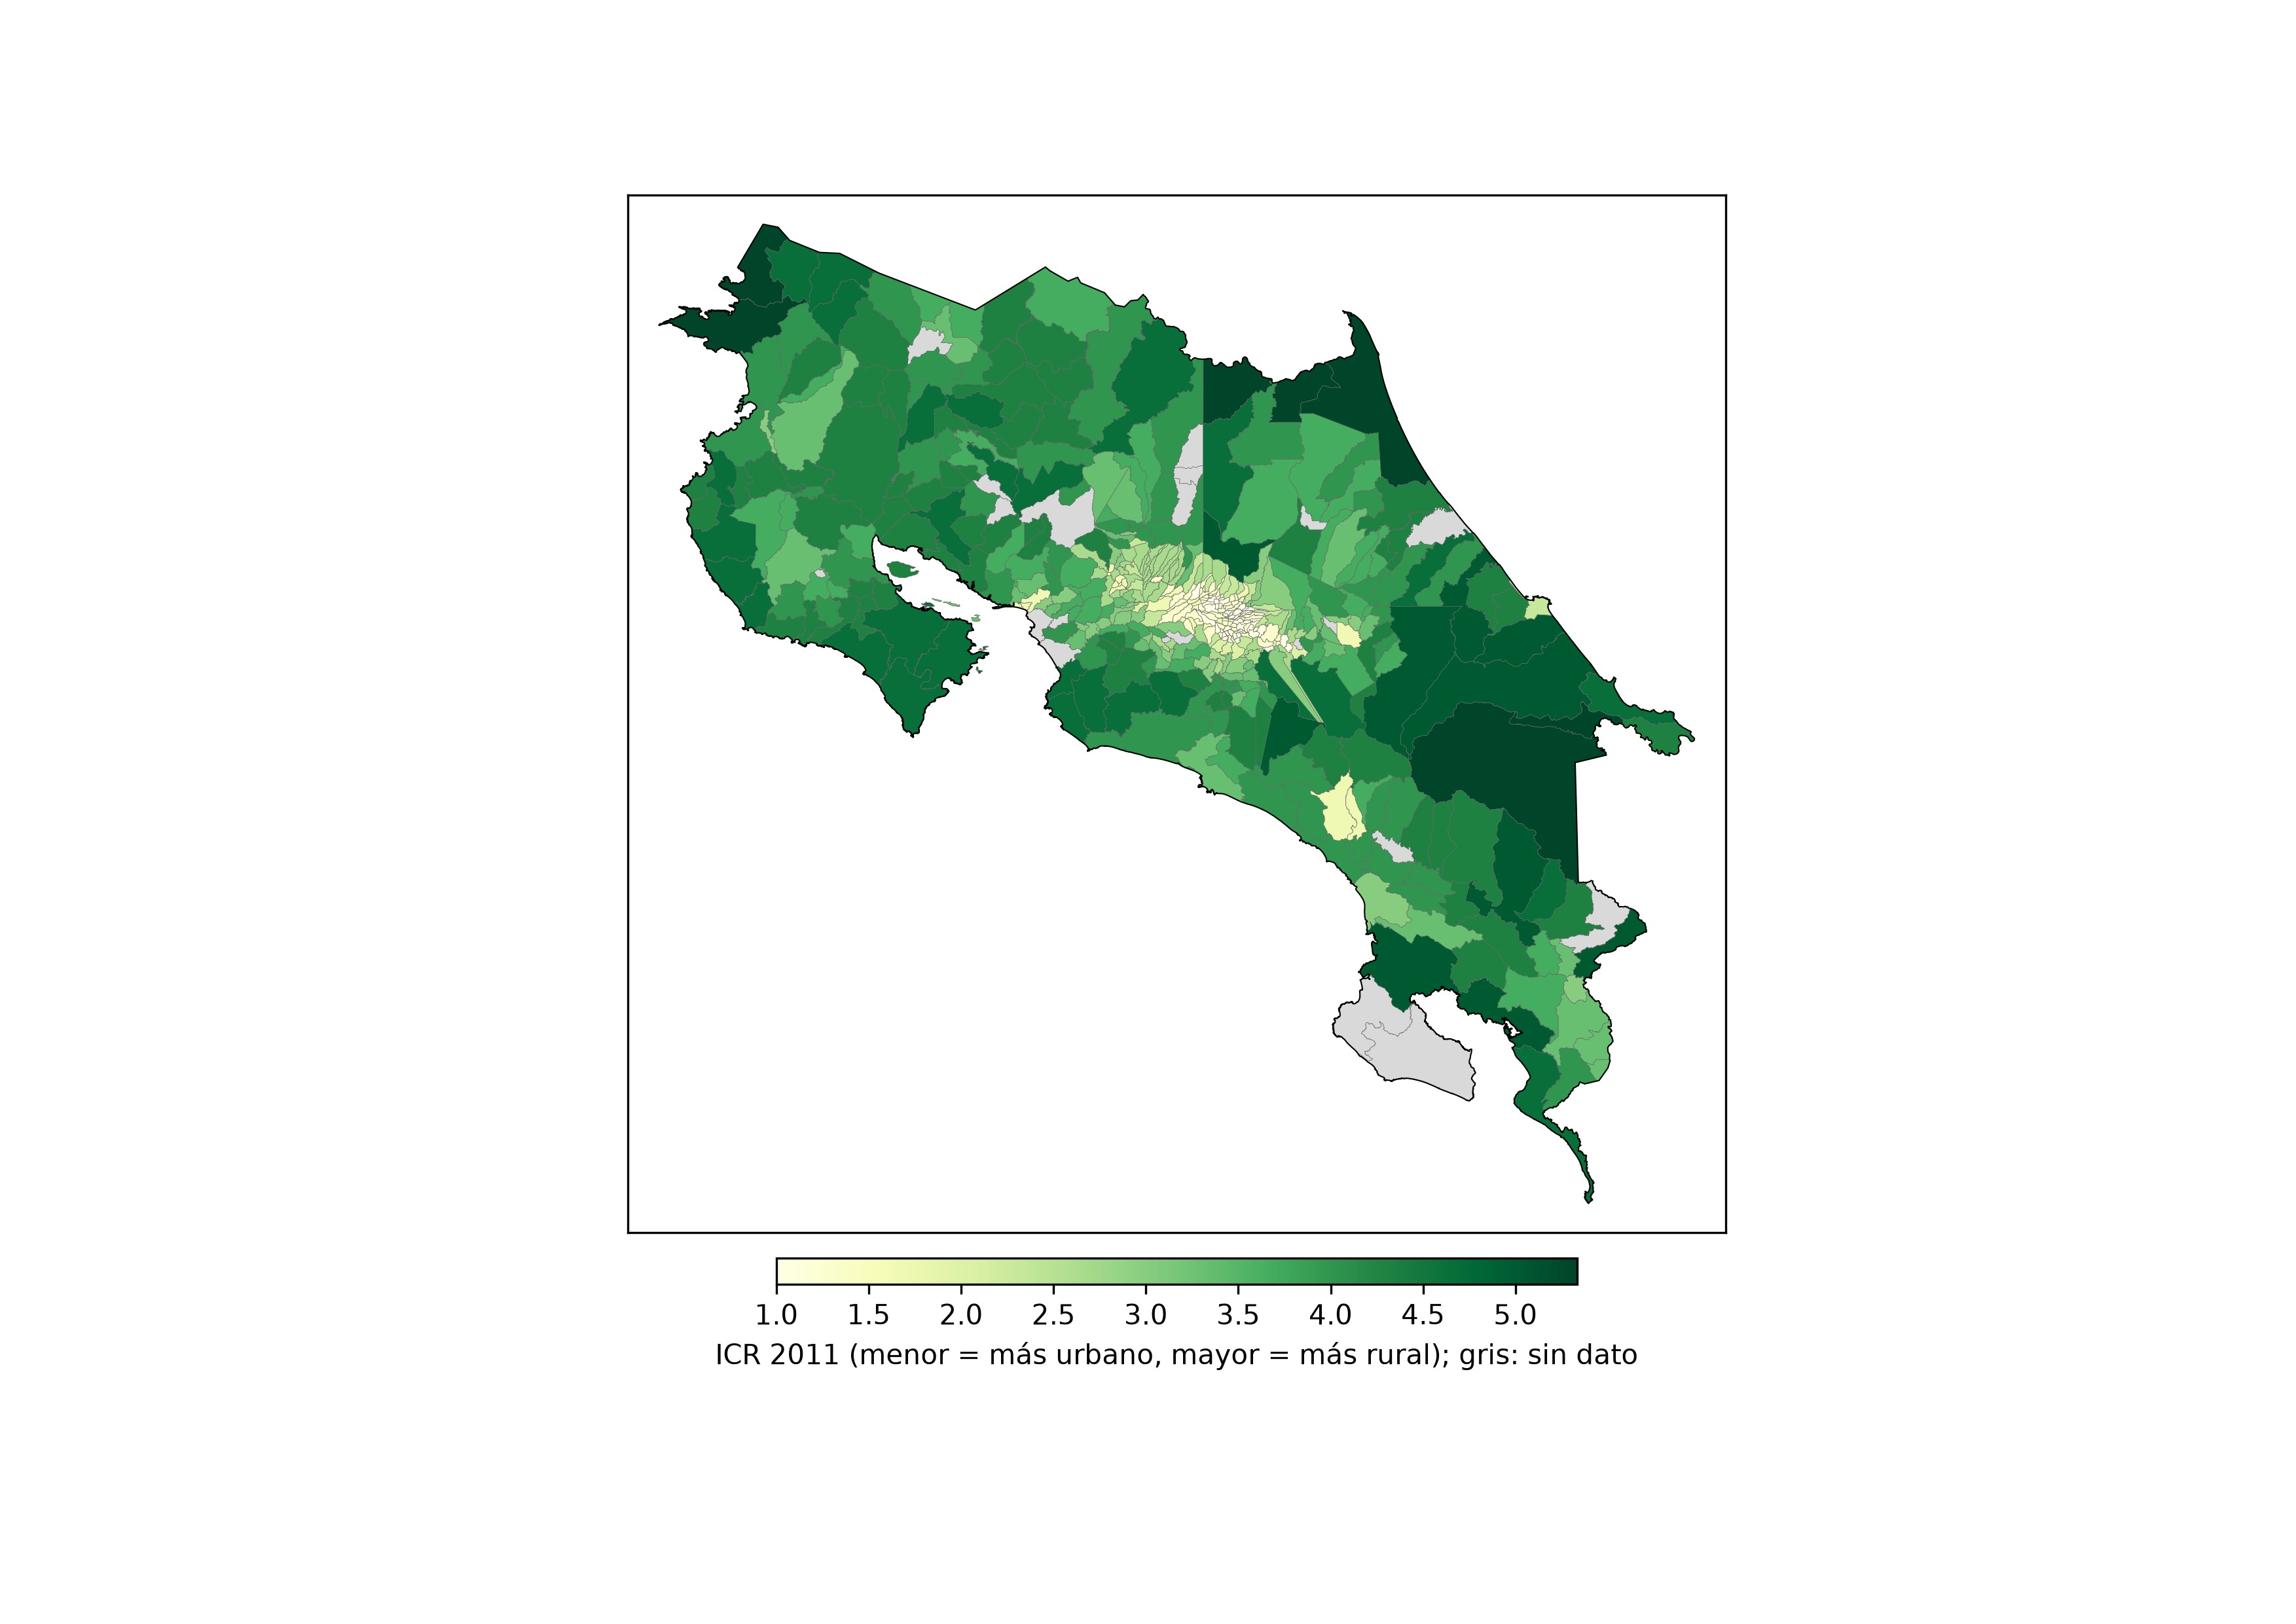 1.0 1.5 2.0 2.5 3.0 3.5 4.0 4.5 5.0
ICR 2011 (menor = más urbano, mayor = más rural); gris: sin dato